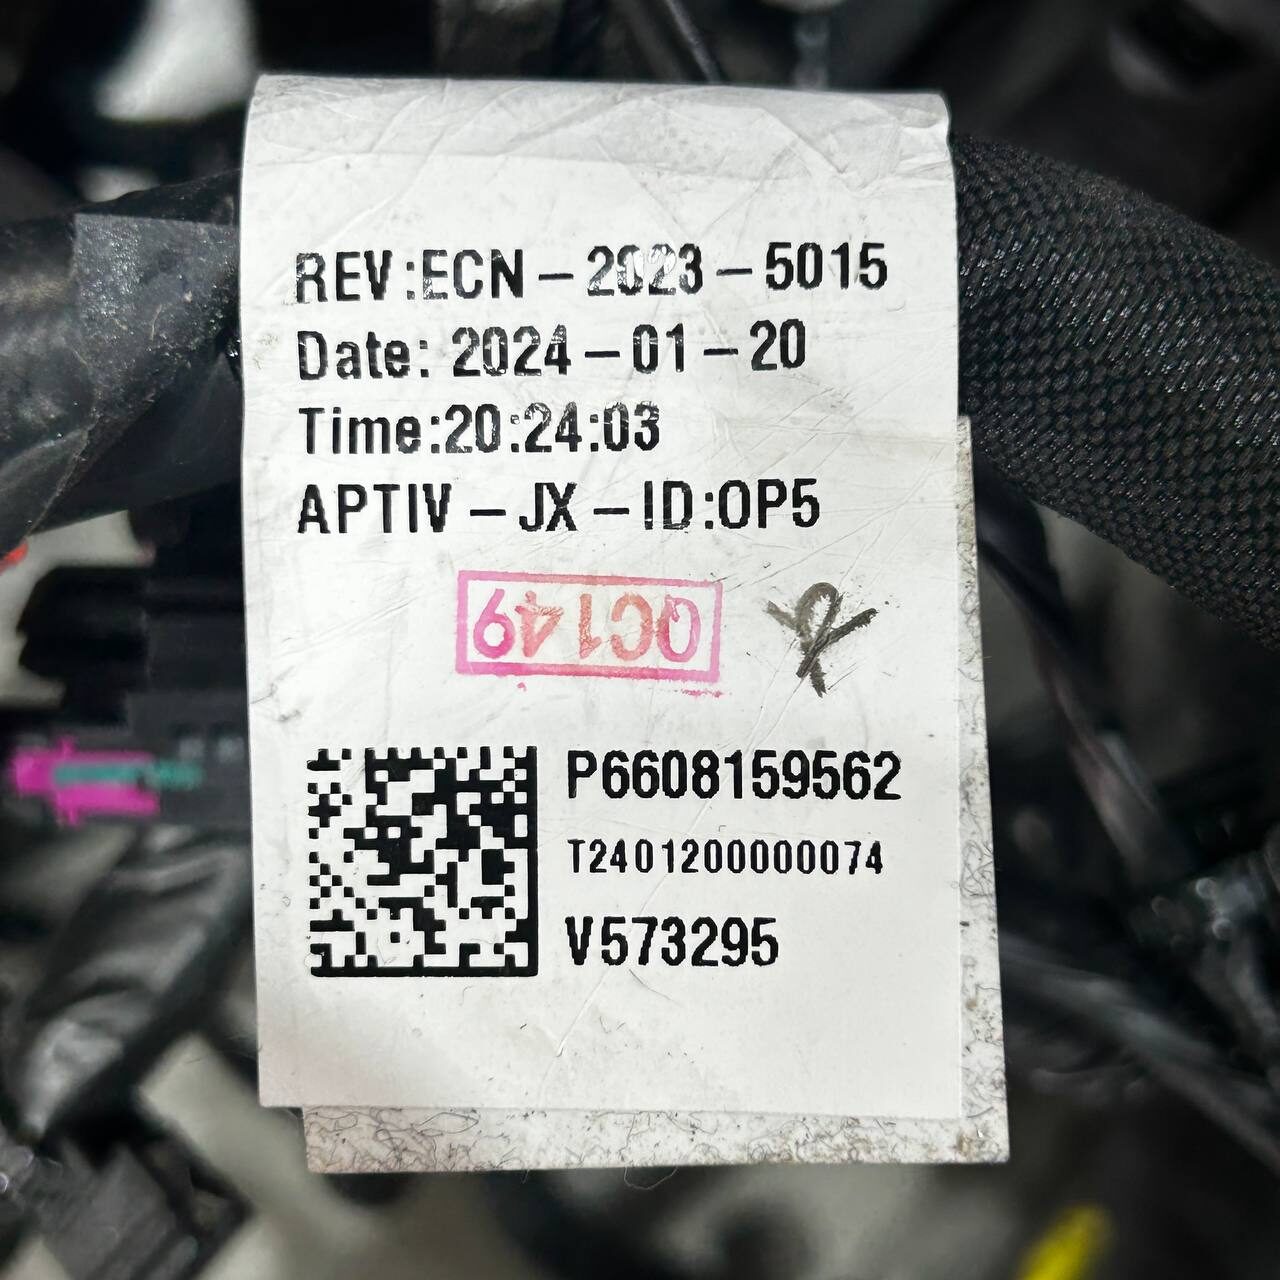 REV:ECN-2023-5015
Date: 2024-01-20
Time:20:24:03
APTIV-JX-ID:OP5
QC149
P6608159562
T2401200000074
V573295